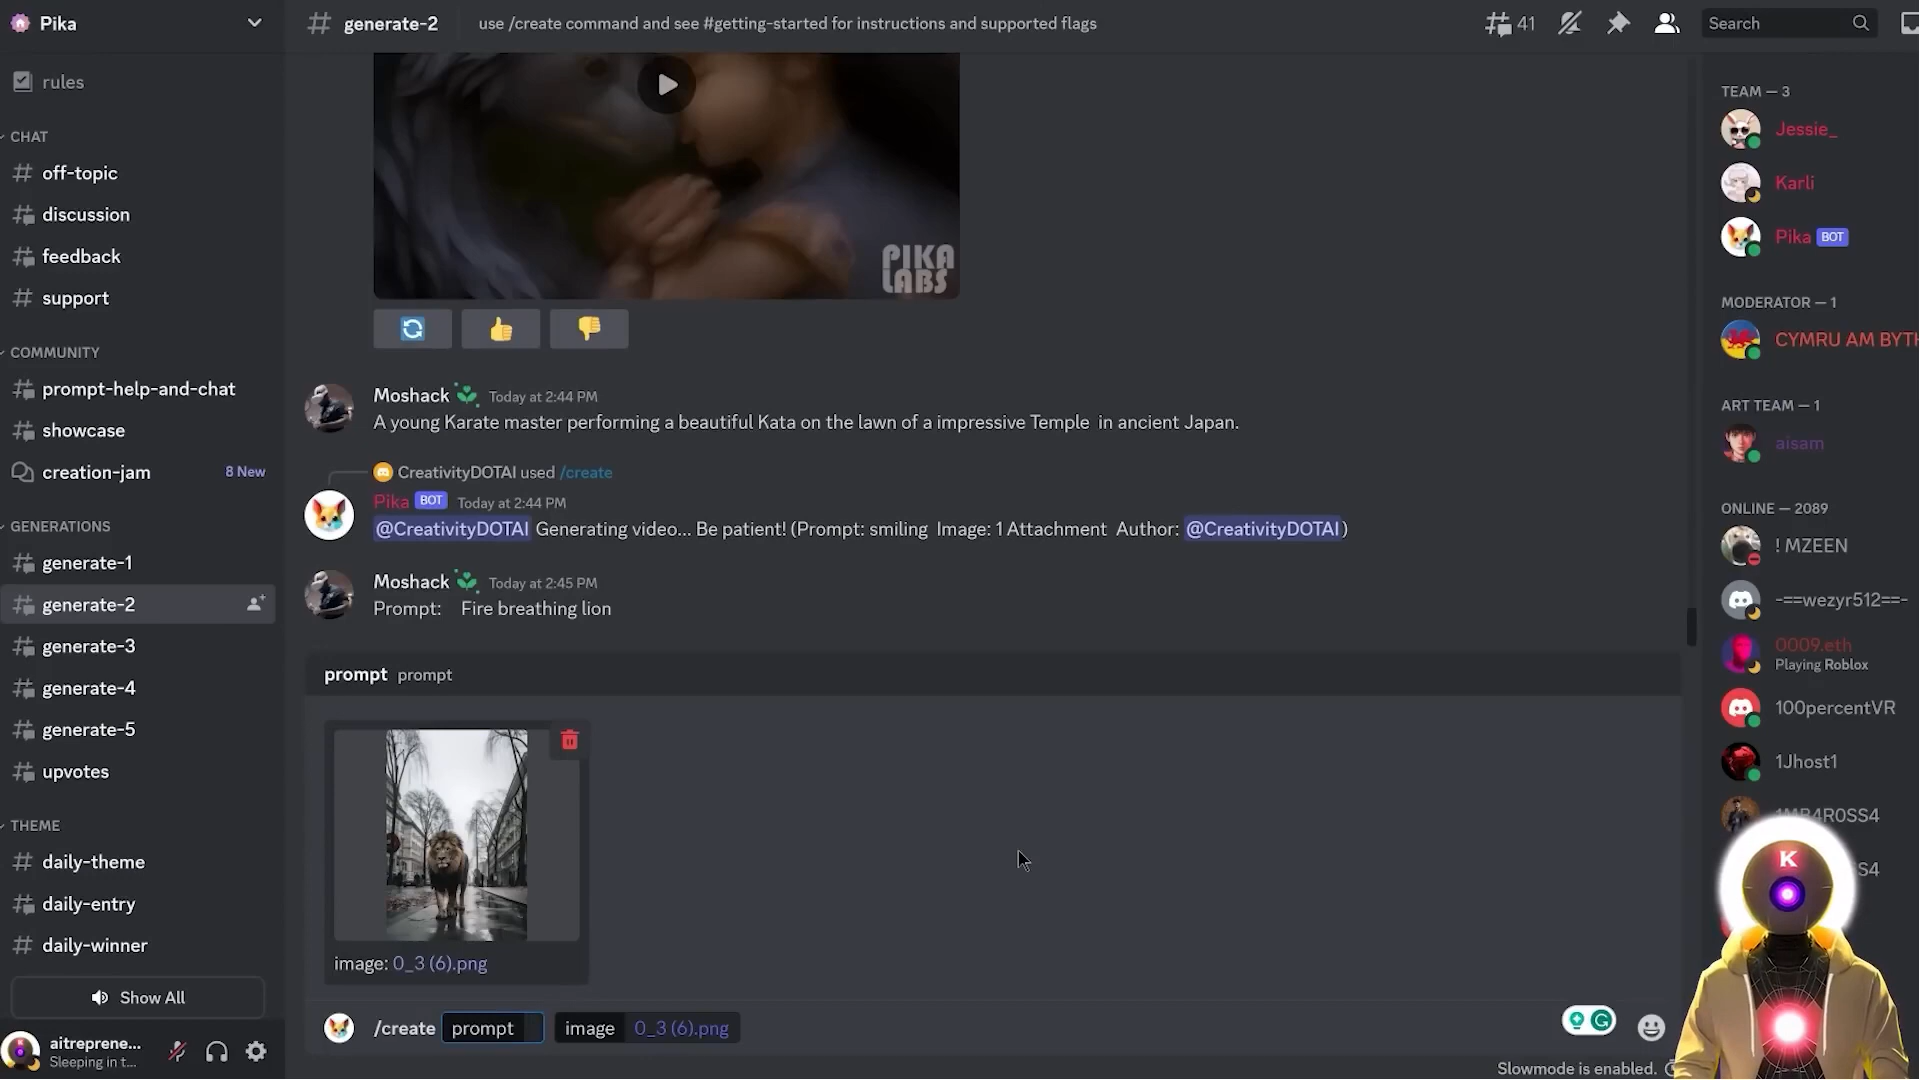 Pika
generate-2
use /create command and see #getting-started for instructions and supported flags
41
Search
rules
CHAT
off-topic
discussion
feedback
support
COMMUNITY
prompt-help-and-chat
showcase
creation-jam
8 New
GENERATIONS
generate-1
generate-2
generate-3
generate-4
generate-5
upvotes
THEME
daily-theme
daily-entry
daily-winner
Show All
aitreprene...
Sleeping in t...
PIKA
LABS
Moshack Today at 2:44 PM
A young Karate master performing a beautiful Kata on the lawn of a impressive Temple in ancient Japan.
CreativityDOTAI used /create
Pika BOT Today at 2:44 PM
@CreativityDOTAI Generating video... Be patient! (Prompt: smiling Image: 1 Attachment Author: @CreativityDOTAI)
Moshack Today at 2:45 PM
Prompt: Fire breathing lion
prompt prompt
image: 0_3 (6).png
/create prompt image 0_3 (6).png
Slowmode is enabled.
TEAM — 3
Jessie_
Karli
Pika BOT
MODERATOR — 1
CYMRU AM BYTH
ART TEAM — 1
aisam
ONLINE — 2089
! MZEEN
-==wezyr512==-
0009.eth
Playing Roblox
100percentVR
1Jhost1
1MB4R0SS4
S4
K